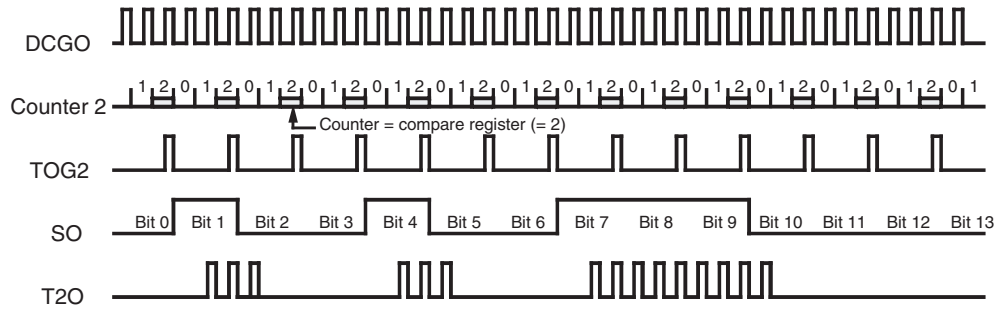 DCGO
Counter 2 1 2 0 1 2 0 1 2 0 1 2 0 1 2 0 1 2 0 1 2 0 1 2 0 1 2 0 1 2 0 1 2 0 1 2 0 1 2 0 1
Counter = compare register (= 2)
TOG2
SO Bit 0 Bit 1 Bit 2 Bit 3 Bit 4 Bit 5 Bit 6 Bit 7 Bit 8 Bit 9 Bit 10 Bit 11 Bit 12 Bit 13
T2O